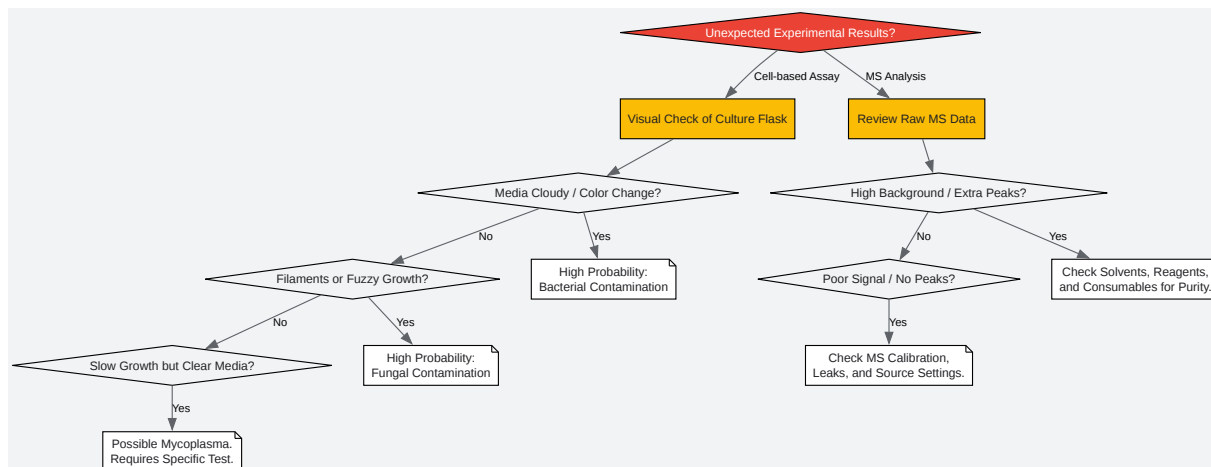 Unexpected Experimental Results?
Cell-based Assay
MS Analysis
Visual Check of Culture Flask
Review Raw MS Data
Media Cloudy / Color Change?
High Background / Extra Peaks?
No
Yes
No
Yes
Filaments or Fuzzy Growth?
High Probability:
Bacterial Contamination
Poor Signal / No Peaks?
Check Solvents, Reagents,
and Consumables for Purity.
No
Yes
Yes
Slow Growth but Clear Media?
High Probability:
Fungal Contamination
Check MS Calibration,
Leaks, and Source Settings.
Yes
Possible Mycoplasma.
Requires Specific Test.